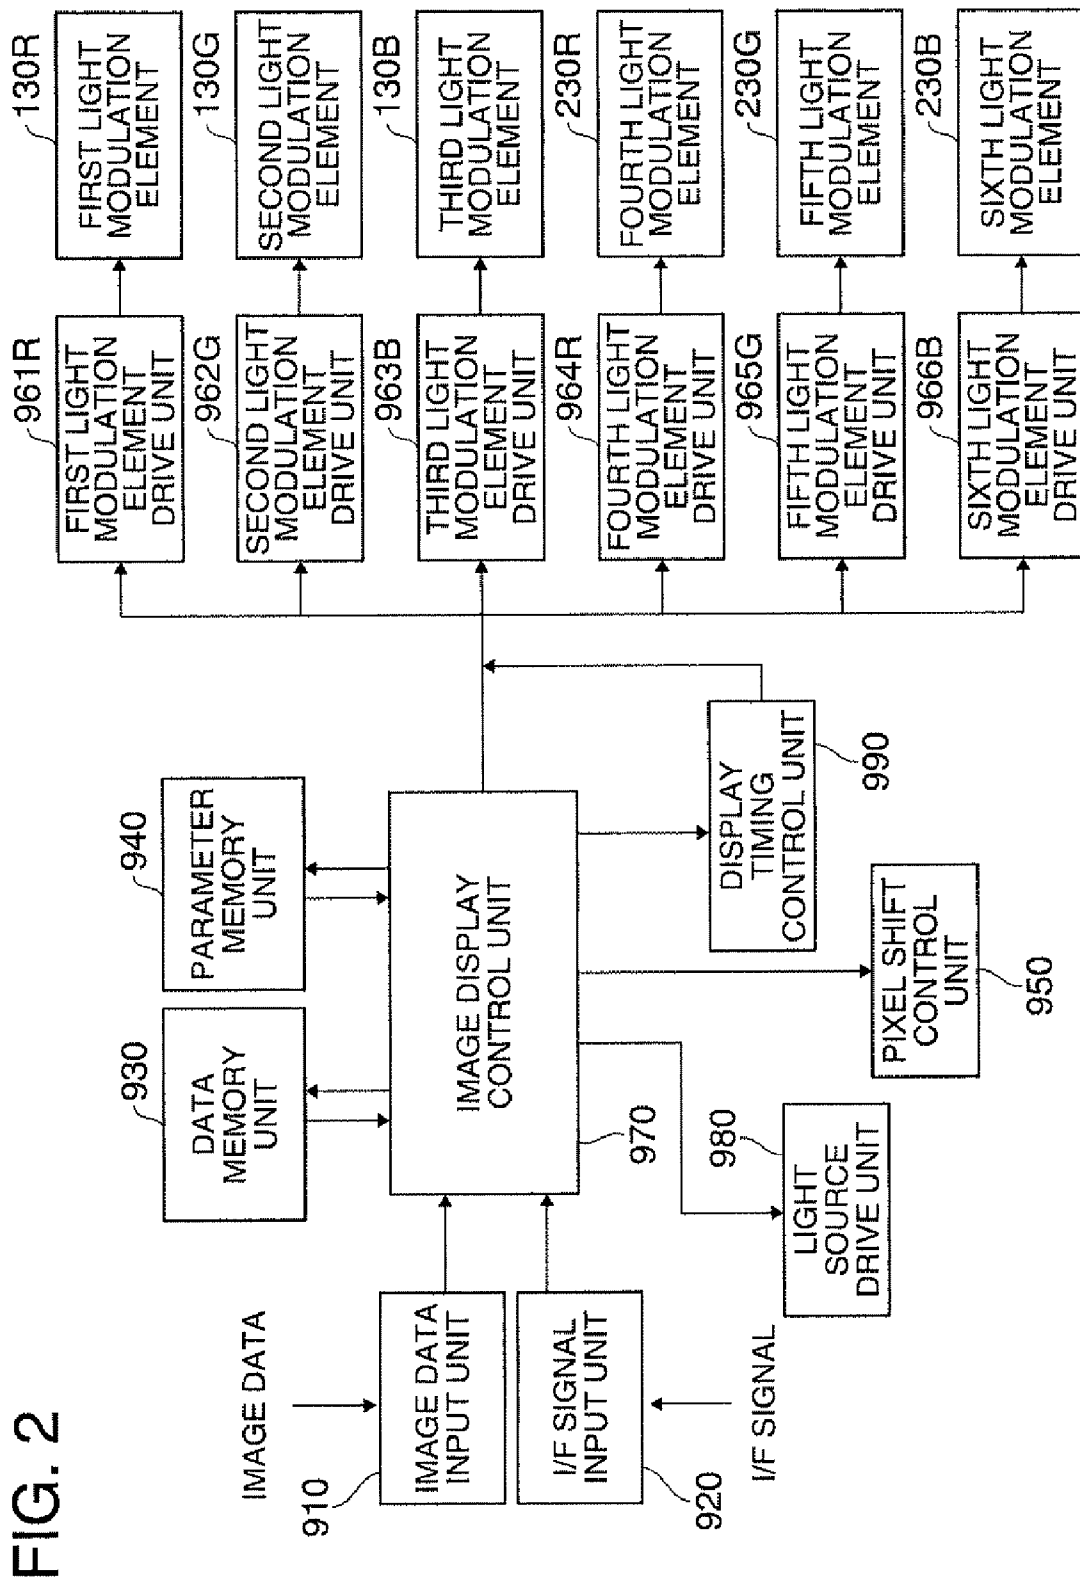 FIG. 2
IMAGE DATA
910
IMAGE DATA
INPUT UNIT
I/F SIGNAL
INPUT UNIT
920
I/F SIGNAL
930
DATA
MEMORY
UNIT
940
PARAMETER
MEMORY
UNIT
IMAGE DISPLAY
CONTROL UNIT
970
980
LIGHT
SOURCE
DRIVE UNIT
PIXEL SHIFT
CONTROL
UNIT
950
DISPLAY
TIMING
CONTROL UNIT
990
961R
FIRST LIGHT
MODULATION
ELEMENT
DRIVE UNIT
962G
SECOND LIGHT
MODULATION
ELEMENT
DRIVE UNIT
963B
THIRD LIGHT
MODULATION
ELEMENT
DRIVE UNIT
964R
FOURTH LIGHT
MODULATION
ELEMENT
DRIVE UNIT
965G
FIFTH LIGHT
MODULATION
ELEMENT
DRIVE UNIT
966B
SIXTH LIGHT
MODULATION
ELEMENT
DRIVE UNIT
130R
FIRST LIGHT
MODULATION
ELEMENT
130G
SECOND LIGHT
MODULATION
ELEMENT
130B
THIRD LIGHT
MODULATION
ELEMENT
230R
FOURTH LIGHT
MODULATION
ELEMENT
230G
FIFTH LIGHT
MODULATION
ELEMENT
230B
SIXTH LIGHT
MODULATION
ELEMENT